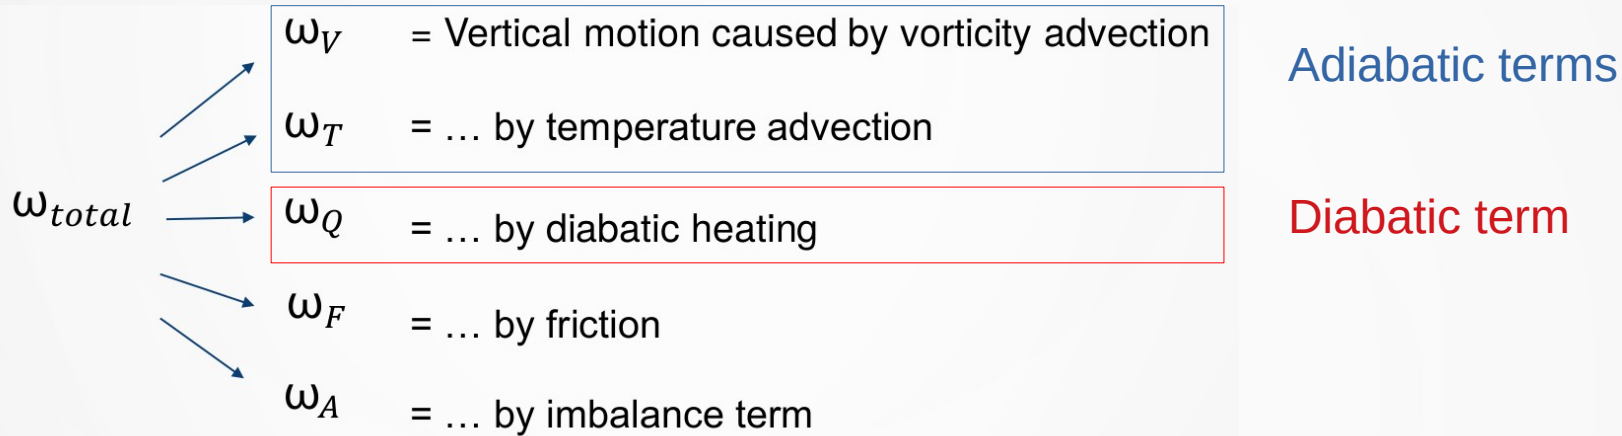 ω_V = Vertical motion caused by vorticity advection
Adiabatic terms
ω_T = … by temperature advection
ω_total
ω_Q = … by diabatic heating
Diabatic term
ω_F = … by friction
ω_A = … by imbalance term